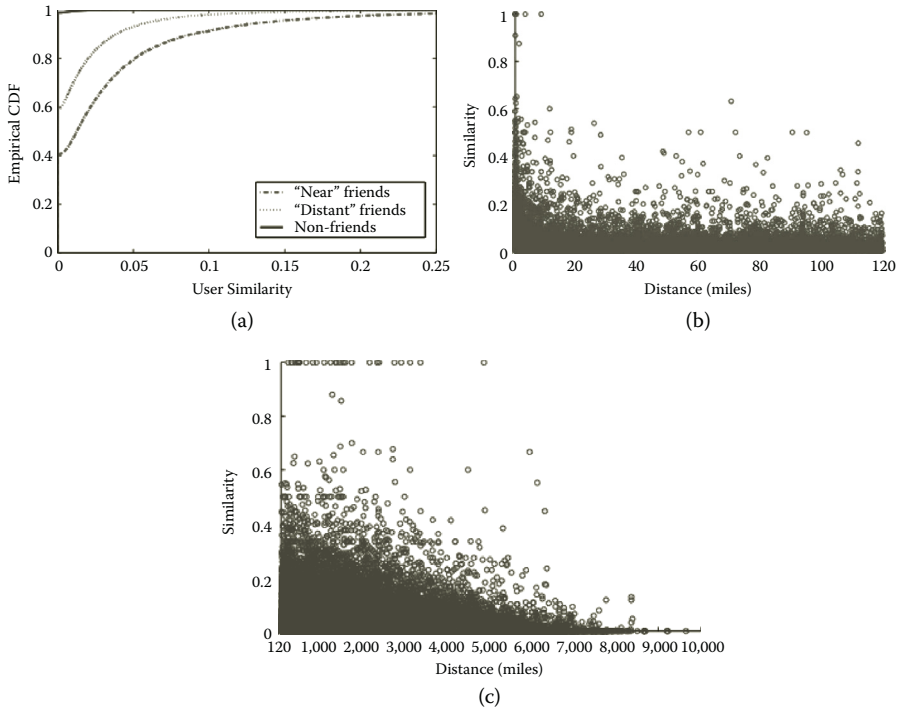 1
0.8
0.6
0.4
0.2
0
Empirical CDF
"Near" friends
"Distant" friends
Non-friends
0 0.05 0.1 0.15 0.2 0.25
User Similarity
(a)
1
0.8
0.6
0.4
0.2
0
Similarity
0 20 40 60 80 100 120
Distance (miles)
(b)
1
0.8
0.6
0.4
0.2
0
Similarity
120 1,000 2,000 3,000 4,000 5,000 6,000 7,000 8,000 9,000 10,000
Distance (miles)
(c)